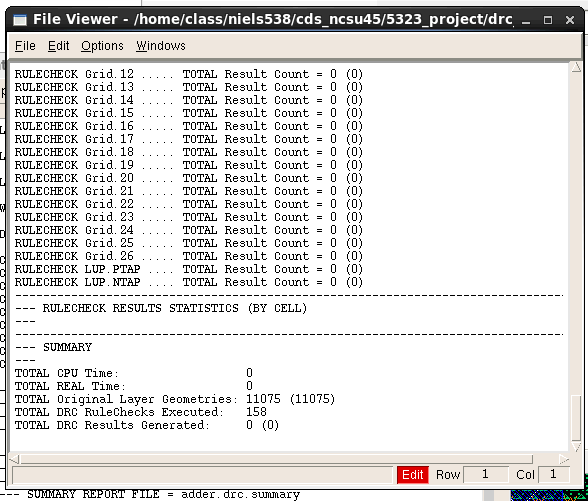 File Viewer - /home/class/niels538/cds_ncsu45/5323_project/drc_
File Edit Options Windows
RULECHECK Grid.12 ..... TOTAL Result Count = 0 (0)
RULECHECK Grid.13 ..... TOTAL Result Count = 0 (0)
RULECHECK Grid.14 ..... TOTAL Result Count = 0 (0)
RULECHECK Grid.15 ..... TOTAL Result Count = 0 (0)
RULECHECK Grid.16 ..... TOTAL Result Count = 0 (0)
RULECHECK Grid.17 ..... TOTAL Result Count = 0 (0)
RULECHECK Grid.18 ..... TOTAL Result Count = 0 (0)
RULECHECK Grid.19 ..... TOTAL Result Count = 0 (0)
RULECHECK Grid.20 ..... TOTAL Result Count = 0 (0)
RULECHECK Grid.21 ..... TOTAL Result Count = 0 (0)
RULECHECK Grid.22 ..... TOTAL Result Count = 0 (0)
RULECHECK Grid.23 ..... TOTAL Result Count = 0 (0)
RULECHECK Grid.24 ..... TOTAL Result Count = 0 (0)
RULECHECK Grid.25 ..... TOTAL Result Count = 0 (0)
RULECHECK Grid.26 ..... TOTAL Result Count = 0 (0)
RULECHECK LUP.PTAP .... TOTAL Result Count = 0 (0)
RULECHECK LUP.NTAP .... TOTAL Result Count = 0 (0)
----------------------------------------------------------------------------------
--- RULECHECK RESULTS STATISTICS (BY CELL)
---
----------------------------------------------------------------------------------
--- SUMMARY
---
TOTAL CPU Time: 0
TOTAL REAL Time: 0
TOTAL Original Layer Geometries: 11075 (11075)
TOTAL DRC RuleChecks Executed: 158
TOTAL DRC Results Generated: 0 (0)
Edit Row 1 Col 1
--- SUMMARY REPORT FILE = adder.drc.summary